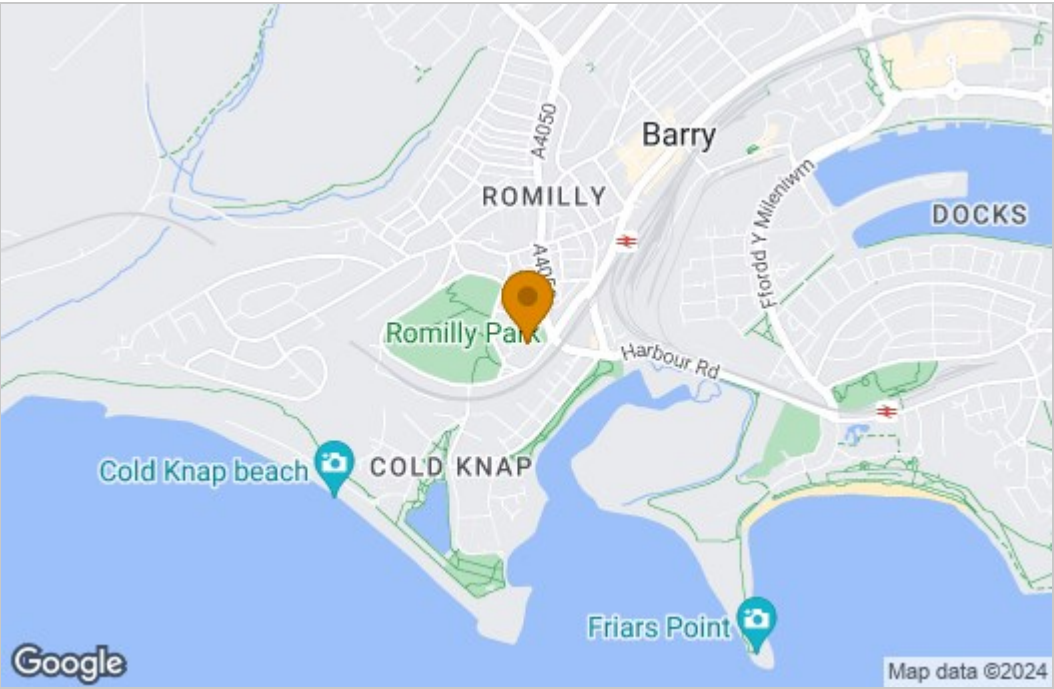 A4050
Barry
ROMILLY
Ffordd Y Mileniwm
DOCKS
Romilly Park
Harbour Rd
Cold Knap beach
COLD KNAP
Friars Point
Google
Map data ©2024